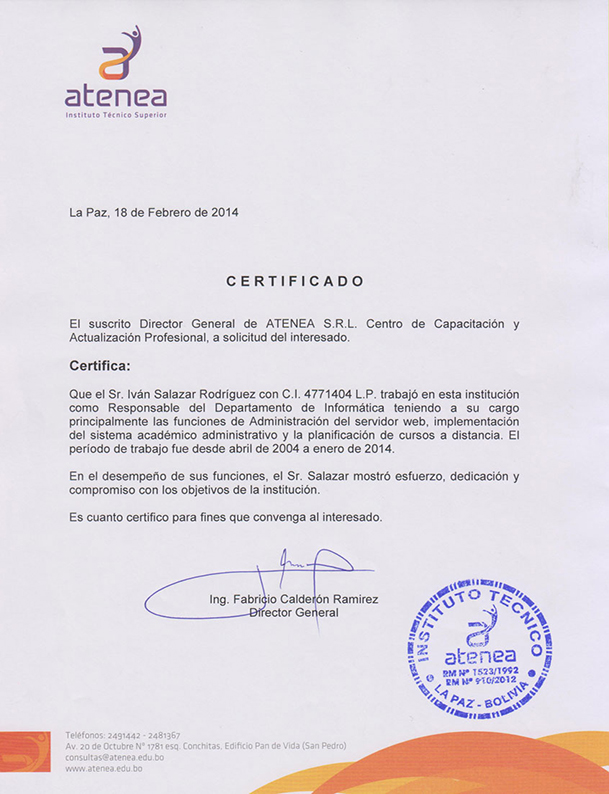 atenea
Instituto Técnico Superior
La Paz, 18 de Febrero de 2014
CERTIFICADO
El suscrito Director General de ATENEA S.R.L. Centro de Capacitación y
Actualización Profesional, a solicitud del interesado.
Certifica:
Que el Sr. Iván Salazar Rodríguez con C.I. 4771404 L.P. trabajó en esta institución
como Responsable del Departamento de Informática teniendo a su cargo
principalmente las funciones de Administración del servidor web, implementación
del sistema académico administrativo y la planificación de cursos a distancia. El
período de trabajo fue desde abril de 2004 a enero de 2014.
En el desempeño de sus funciones, el Sr. Salazar mostró esfuerzo, dedicación y
compromiso con los objetivos de la institución.
Es cuanto certifico para fines que convenga al interesado.
Ing. Fabricio Calderón Ramirez
Director General
INSTITUTO TECNICO
atenea
RM Nº 1523/1992
RM Nº 910/2012
LA PAZ - BOLIVIA
Teléfonos: 2491442 - 2481367
Av. 20 de Octubre Nº 1781 esq. Conchitas. Edificio Pan de Vida (San Pedro)
consultas@atenea.edu.bo
www.atenea.edu.bo